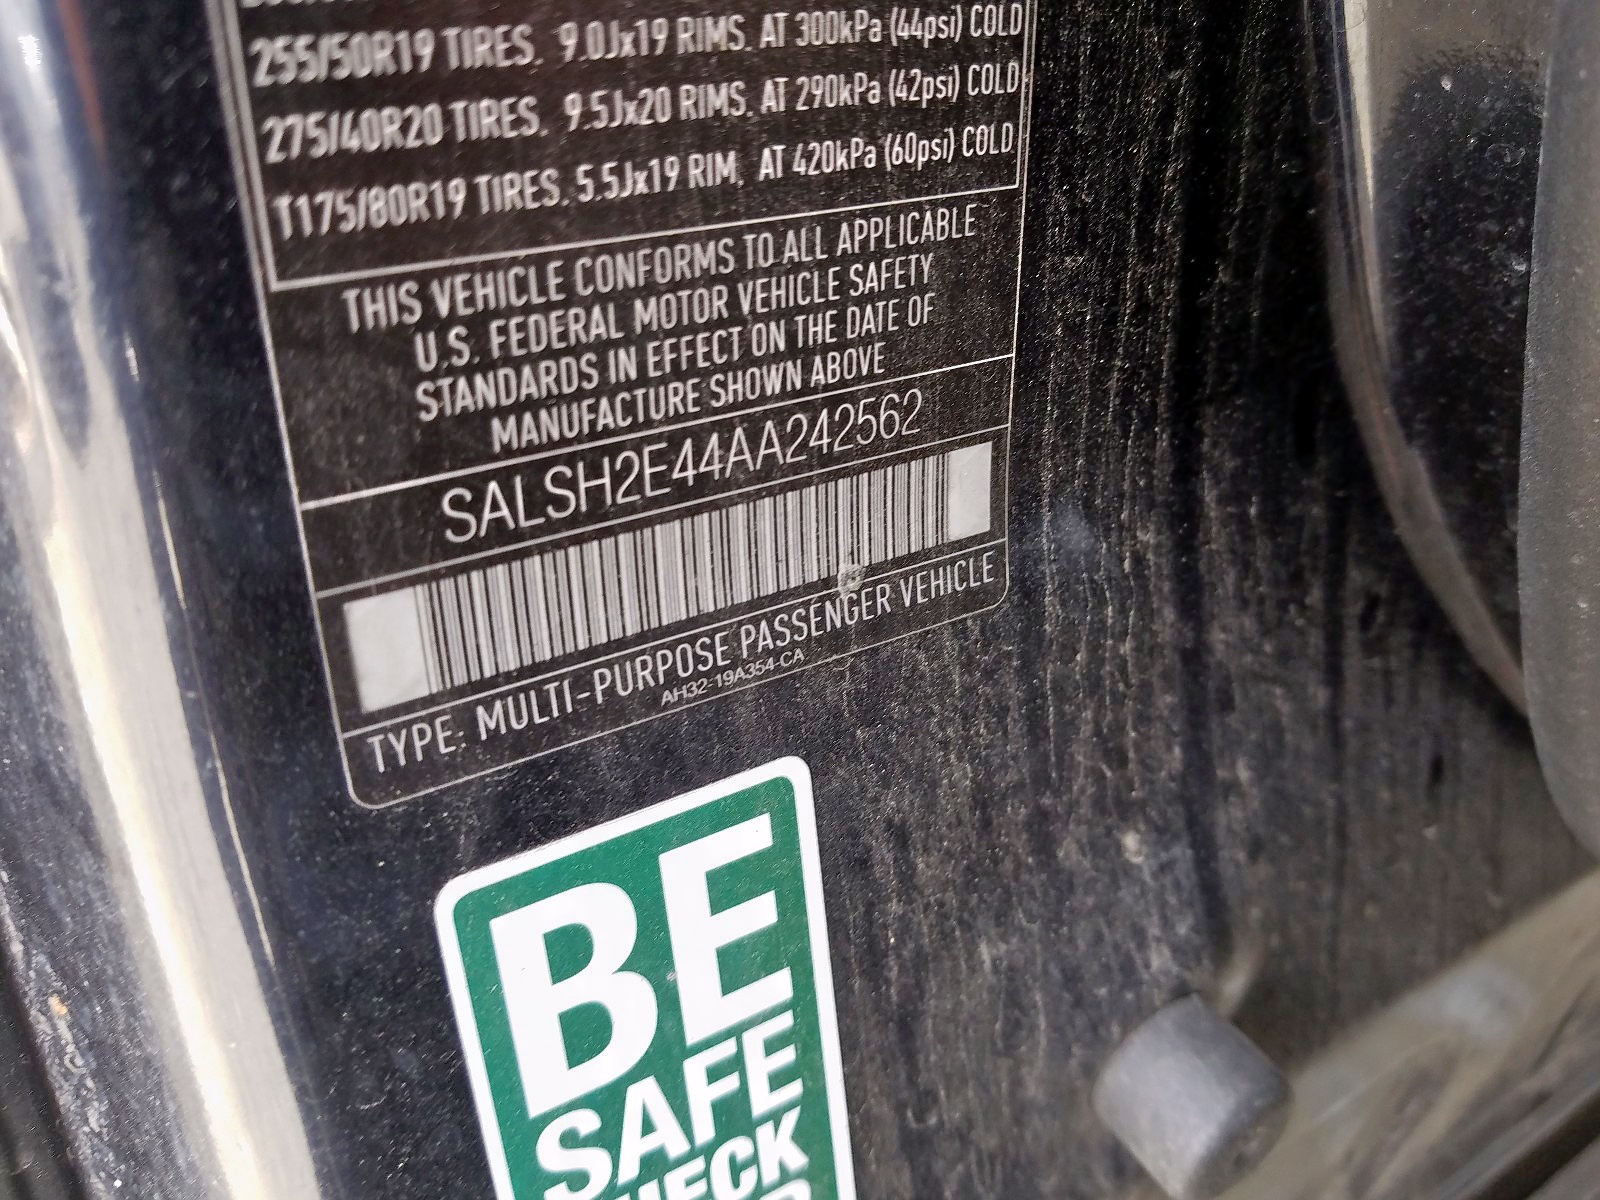 255/50R19 TIRES. 9.0Jx19 RIMS. AT 300kPa (44psi) COLD
275/40R20 TIRES. 9.5Jx20 RIMS. AT 290kPa (42psi) COLD
T175/80R19 TIRES. 5.5Jx19 RIM. AT 420kPa (60psi) COLD
THIS VEHICLE CONFORMS TO ALL APPLICABLE
U.S. FEDERAL MOTOR VEHICLE SAFETY
STANDARDS IN EFFECT ON THE DATE OF
MANUFACTURE SHOWN ABOVE
SALSH2E44AA242562
TYPE: MULTI-PURPOSE PASSENGER VEHICLE
AH32-19A354-CA
BE
SAFE